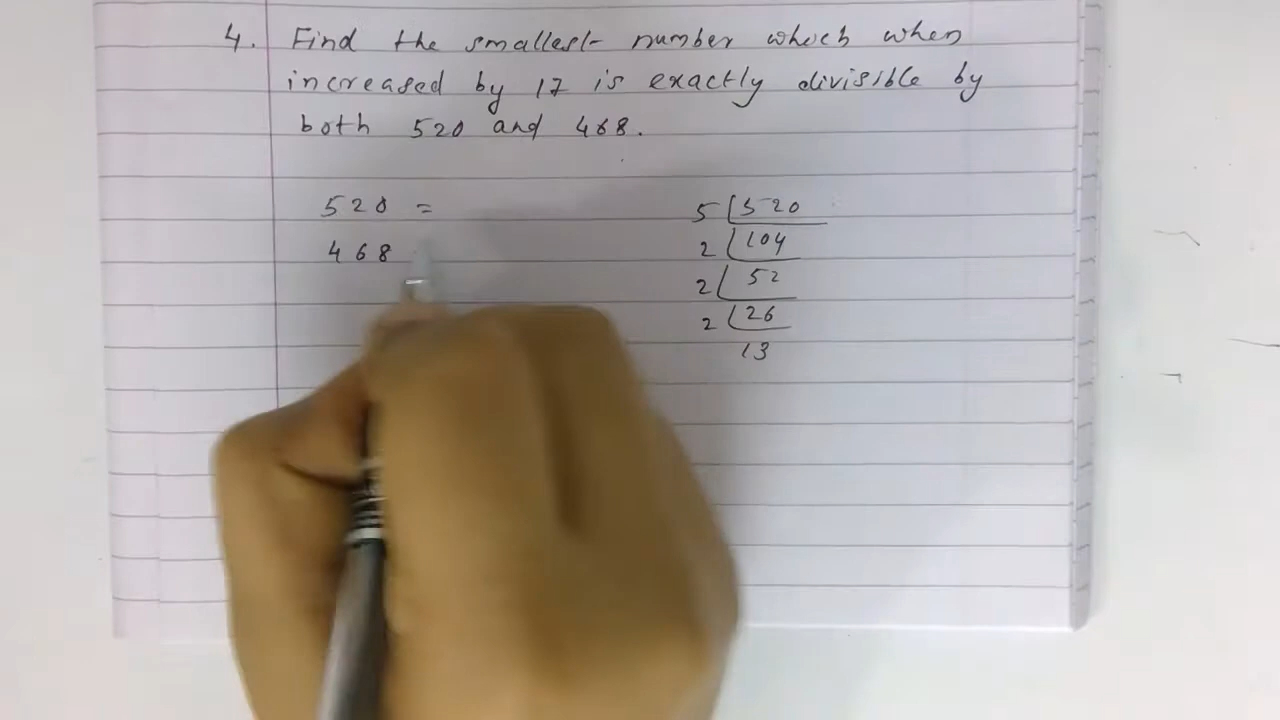 4. Find the smallest number which when
increased by 17 is exactly divisible by
both 520 and 468.
520 =
468
5 520
2 104
2 52
2 26
13